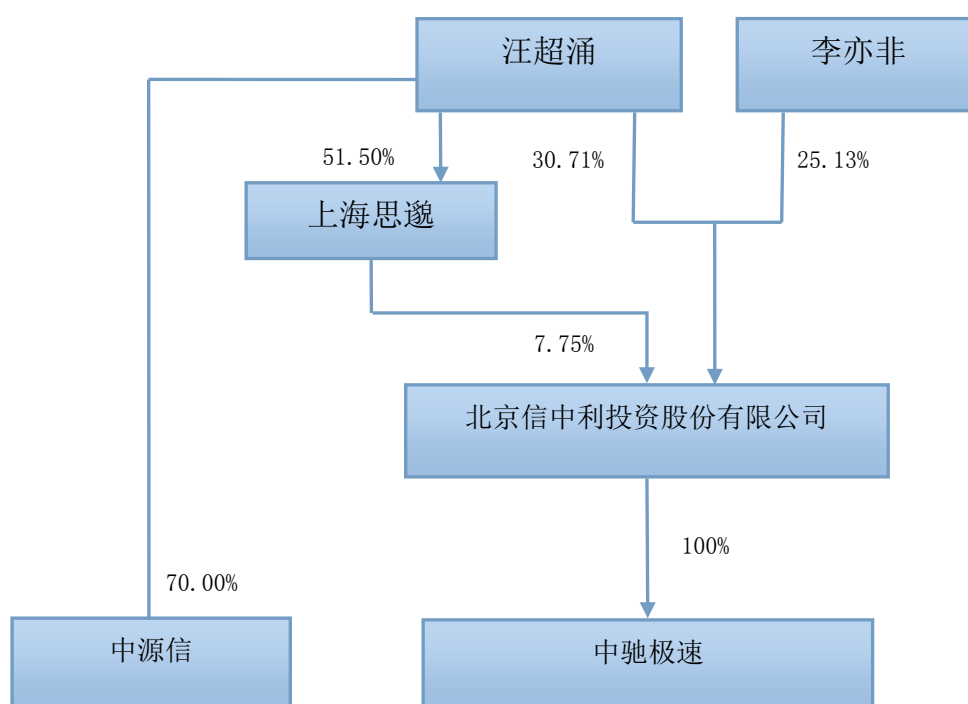 汪超涌
李亦非
51.50%
30.71%
25.13%
上海思邈
7.75%
北京信中利投资股份有限公司
100%
70.00%
中源信
中驰极速